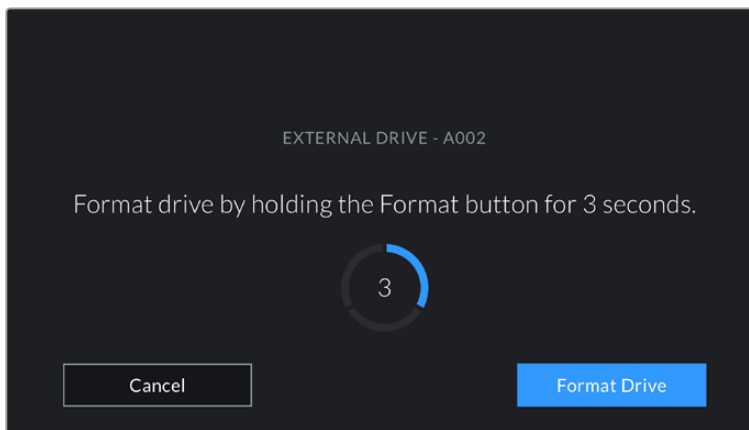 EXTERNAL DRIVE - A002
Format drive by holding the Format button for 3 seconds.
3
Cancel
Format Drive